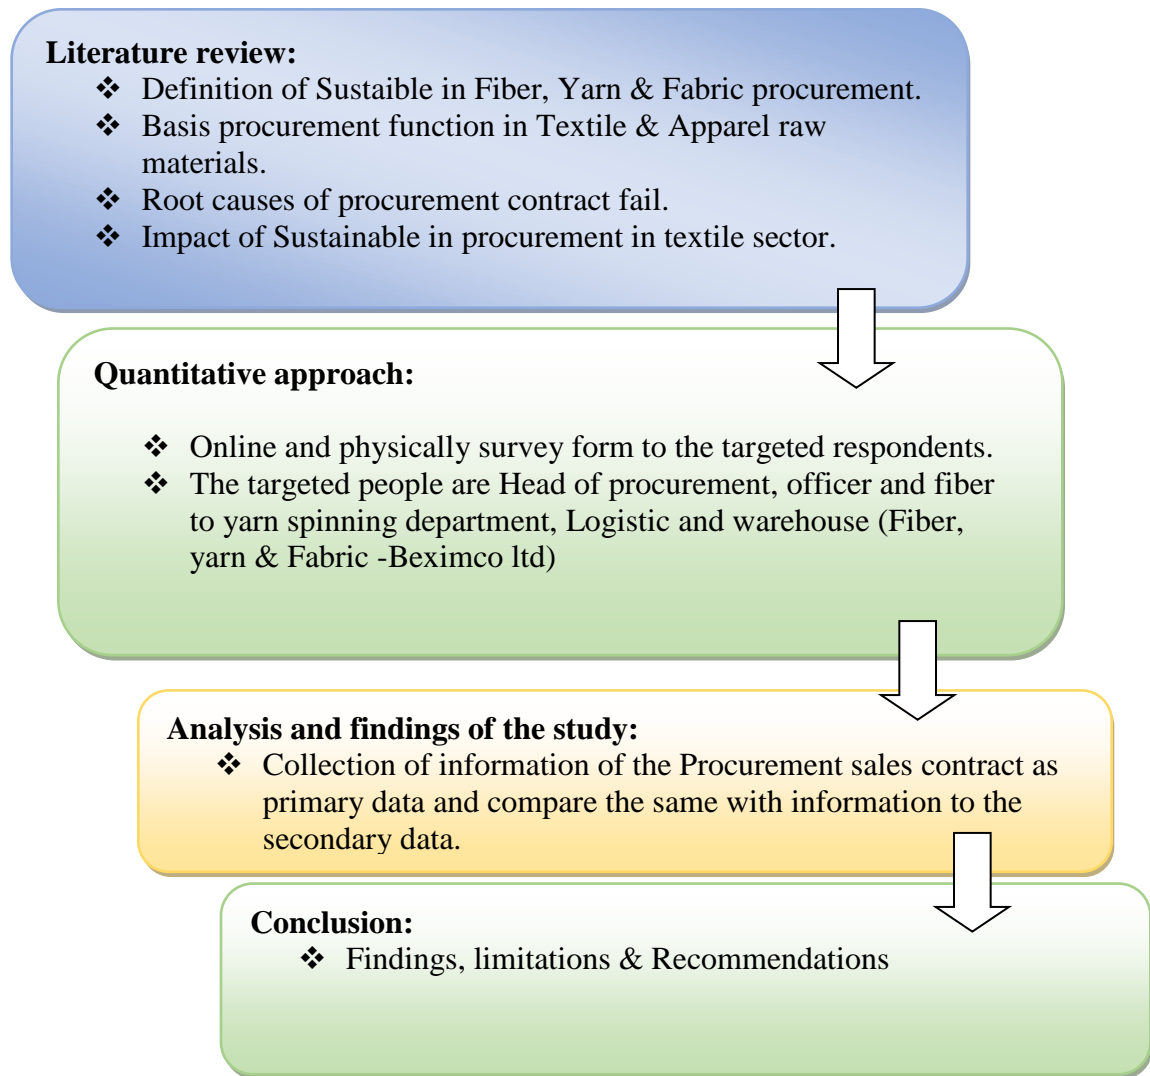 Literature review:
❖ Definition of Sustaible in Fiber, Yarn & Fabric procurement.
❖ Basis procurement function in Textile & Apparel raw
materials.
❖ Root causes of procurement contract fail.
❖ Impact of Sustainable in procurement in textile sector.
Quantitative approach:
❖ Online and physically survey form to the targeted respondents.
❖ The targeted people are Head of procurement, officer and fiber
to yarn spinning department, Logistic and warehouse (Fiber,
yarn & Fabric -Beximco ltd)
Analysis and findings of the study:
❖ Collection of information of the Procurement sales contract as
primary data and compare the same with information to the
secondary data.
Conclusion:
❖ Findings, limitations & Recommendations